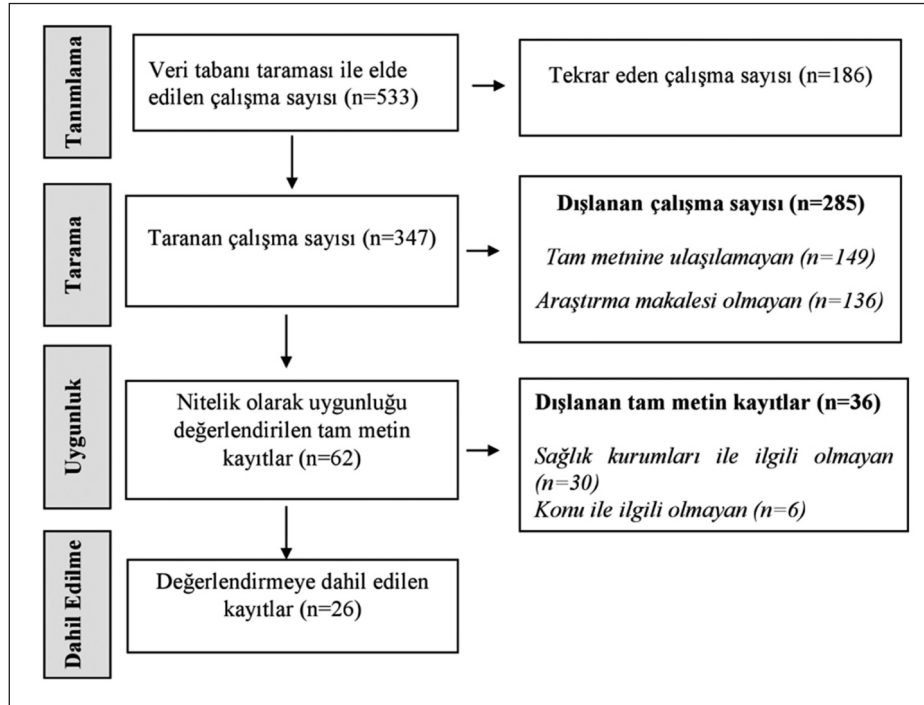 Tanımlama
Veri tabanı taraması ile elde
edilen çalışma sayısı (n=533)
Tekrar eden çalışma sayısı (n=186)
Tarama
Taranan çalışma sayısı (n=347)
Dışlanan çalışma sayısı (n=285)
Tam metnine ulaşılamayan (n=149)
Araştırma makalesi olmayan (n=136)
Uygunluk
Nitelik olarak uygunluğu
değerlendirilen tam metin
kayıtlar (n=62)
Dışlanan tam metin kayıtlar (n=36)
Sağlık kurumları ile ilgili olmayan
(n=30)
Konu ile ilgili olmayan (n=6)
Dahil Edilme
Değerlendirmeye dahil edilen
kayıtlar (n=26)